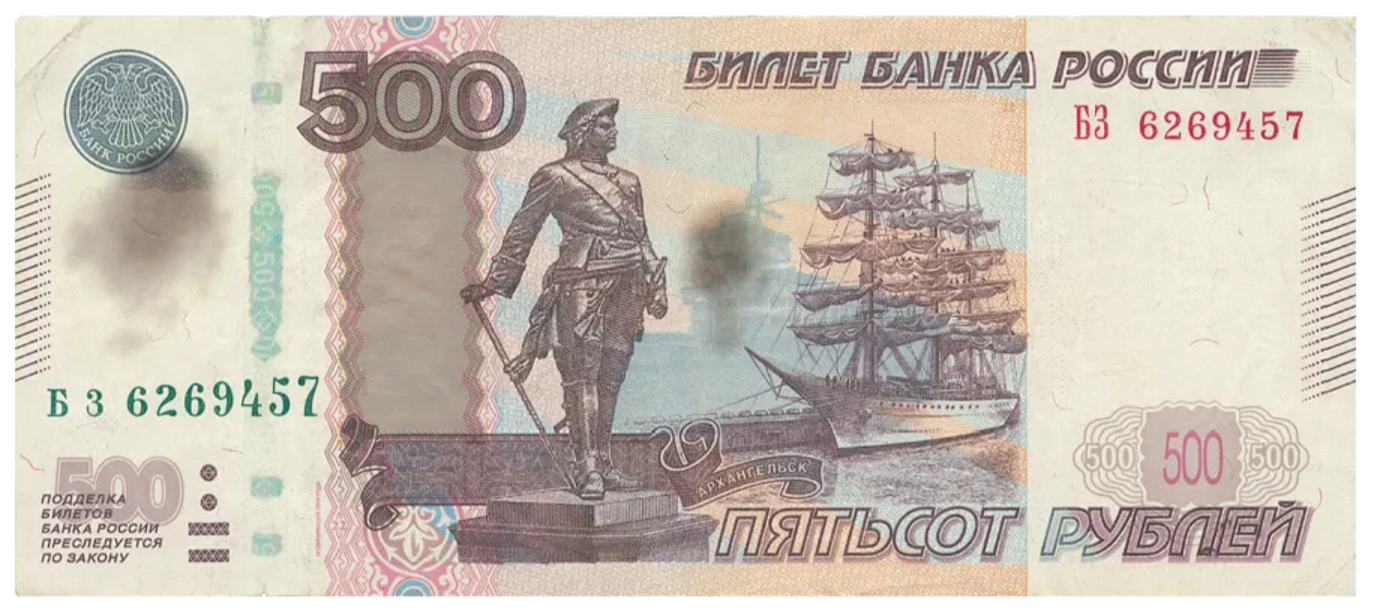 БАНК РОССИИ
500
БИЛЕТ БАНКА РОССИИ
БЗ 6269457
БЗ 6269457
АРХАНГЕЛЬСК
500 500 500
500
ПОДДЕЛКА
БИЛЕТОВ
БАНКА РОССИИ
ПРЕСЛЕДУЕТСЯ
ПО ЗАКОНУ
ПЯТЬСОТ РУБЛЕЙ